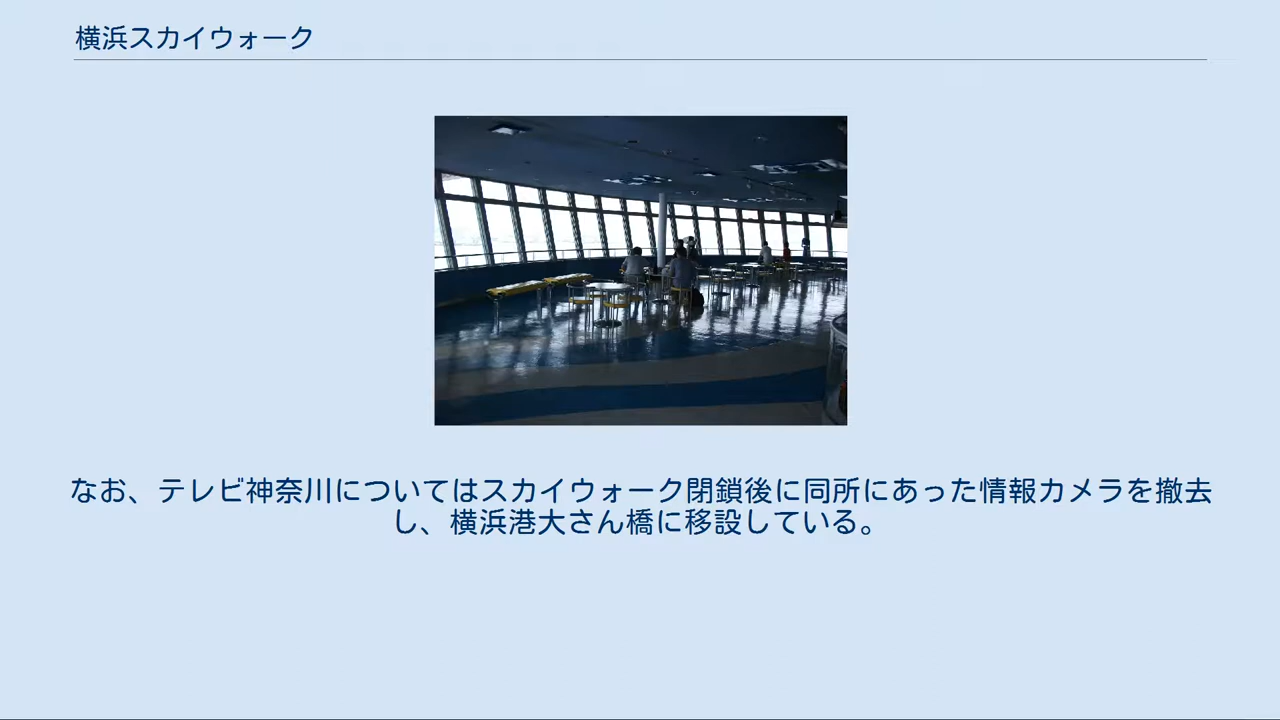 横浜スカイウォーク
なお、テレビ神奈川についてはスカイウォーク閉鎖後に同所にあった情報カメラを撤去
し、横浜港大さん橋に移設している。